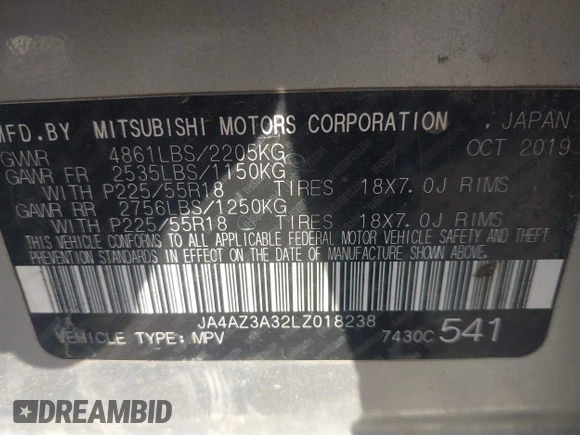 MFD.BY MITSUBISHI MOTORS CORPORATION , JAPAN
GVWR 4861LBS/2205KG OCT 2019
GAWR FR 2535LBS/1150KG
WITH P225/55R18 TIRES 18X7.0J RIMS
GAWR RR 2756LBS/1250KG
WITH P225/55R18 TIRES 18X7.0J RIMS
THIS VEHICLE CONFORMS TO ALL APPLICABLE FEDERAL MOTOR VEHICLE SAFETY AND THEFT
PREVENTION STANDARDS IN EFFECT ON THE DATE OF MANUFACTURE SHOWN ABOVE.
JA4AZ3A32LZ018238
VEHICLE TYPE: MPV 7430C 541
DREAMBID